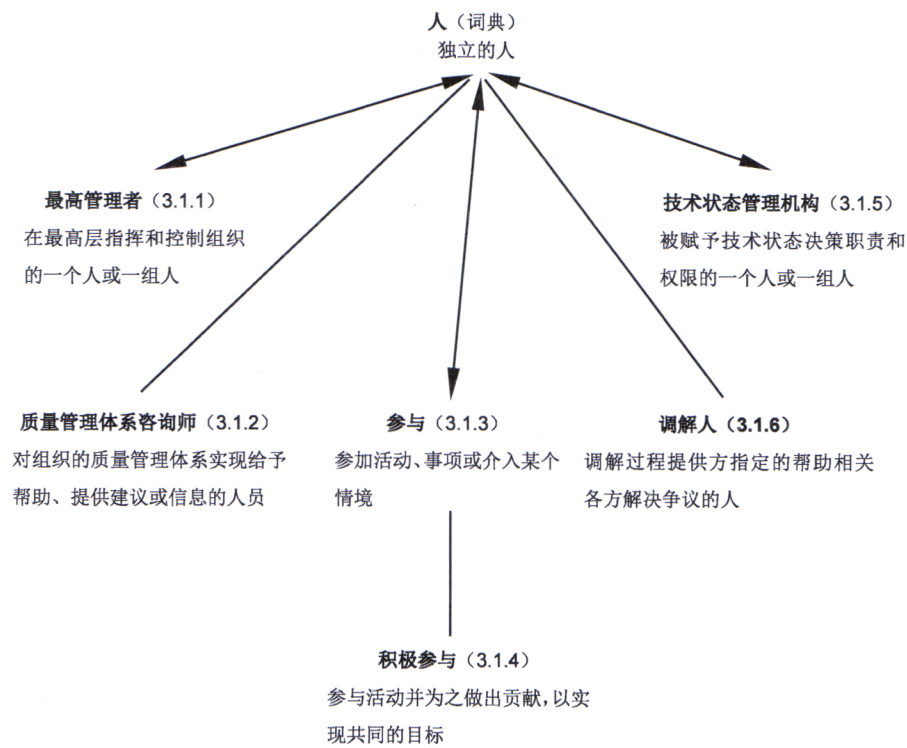 人（词典）
独立的人
最高管理者（3.1.1）
在最高层指挥和控制组织
的一个人或一组人
技术状态管理机构（3.1.5）
被赋予技术状态决策职责和
权限的一个人或一组人
质量管理体系咨询师（3.1.2）
对组织的质量管理体系实现给予
帮助、提供建议或信息的人员
参与（3.1.3）
参加活动、事项或介入某个
情境
调解人（3.1.6）
调解过程提供方指定的帮助相关
各方解决争议的人
积极参与（3.1.4）
参与活动并为之做出贡献，以实
现共同的目标